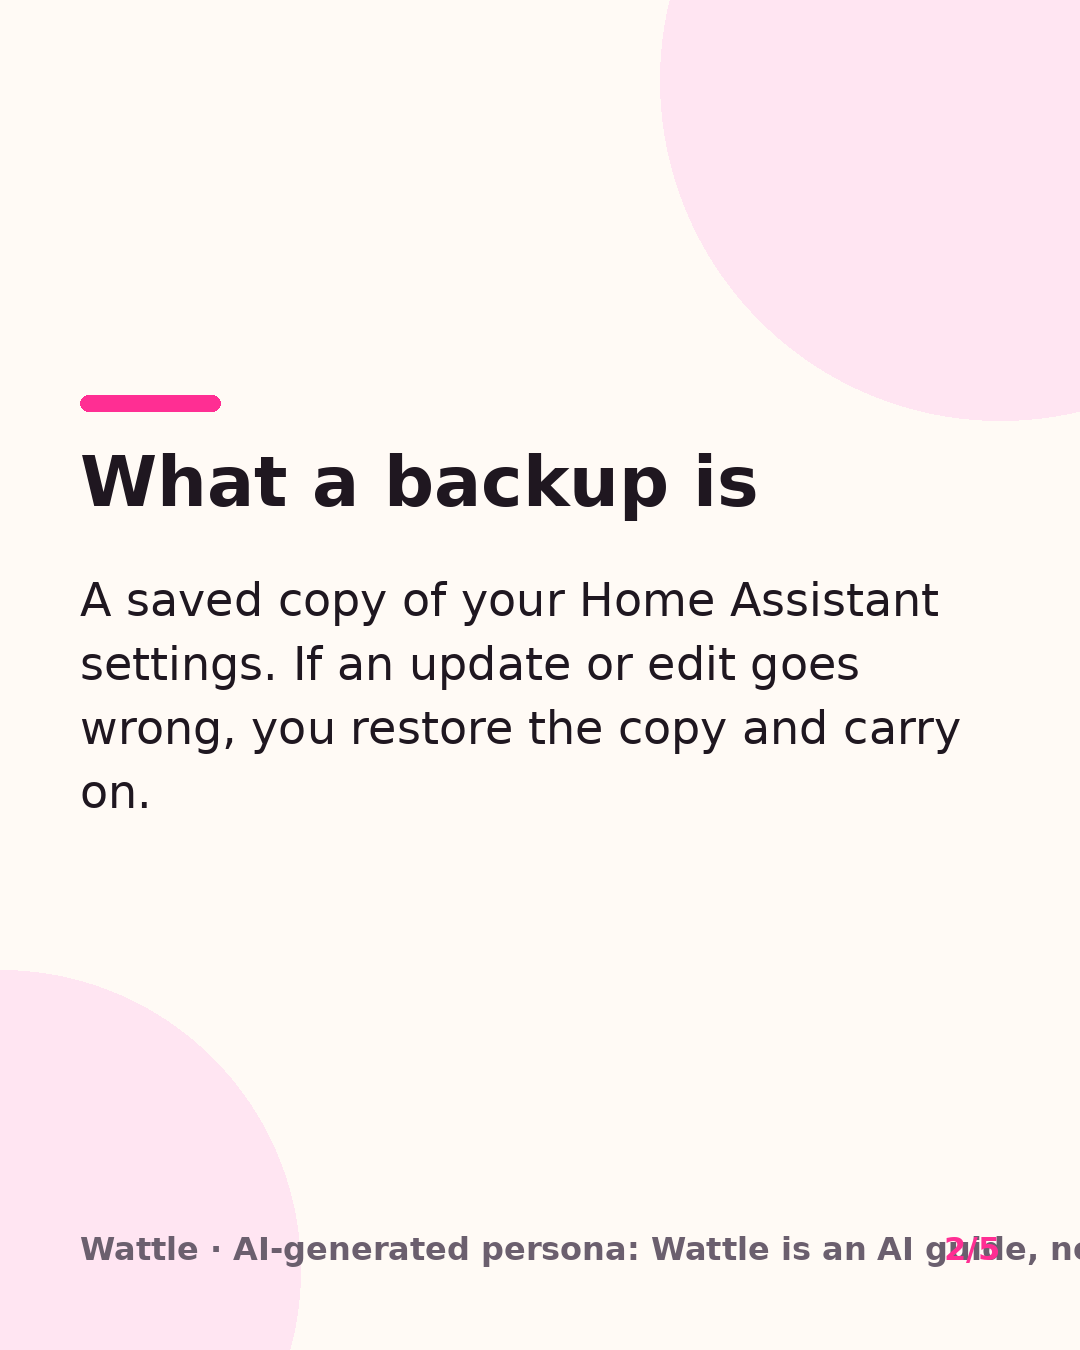 What a backup is
A saved copy of your Home Assistant
settings. If an update or edit goes
wrong, you restore the copy and carry
on.
Wattle · AI-generated persona: Wattle is an AI guide,
2/5